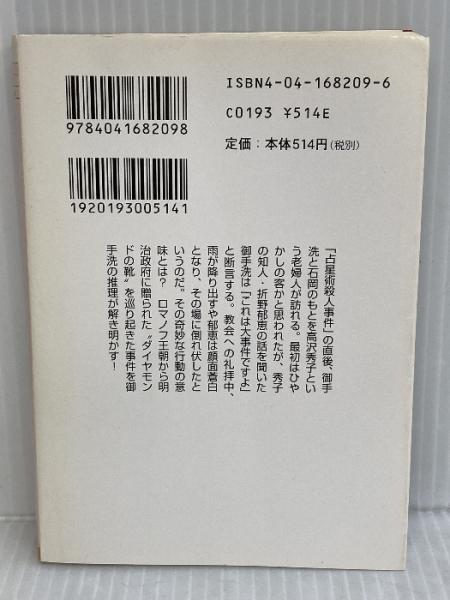 ISBN4-04-168209-6
C0193 ¥514E
定価：本体514円（税別）
9784041682098
1920193005141
『占星術殺人事件』の直後、御手
洗と石岡のもとを高沢秀子とい
う老婦人が訪れる。最初はひや
かしの客かと思われたが、秀子
の知人・折野郁恵の話を聞いた
御手洗は「これは大事件ですよ」
と断言する。教会への礼拝中、
雨が降り出すや郁恵は顔面蒼白
となり、その場に倒れ伏したと
いうのだ。その奇妙な行動の意
味とは？ ロマノフ王朝から明
治政府に贈られた〝ダイヤモン
ドの靴〟を巡り起きた事件を御
手洗の推理が解き明かす！